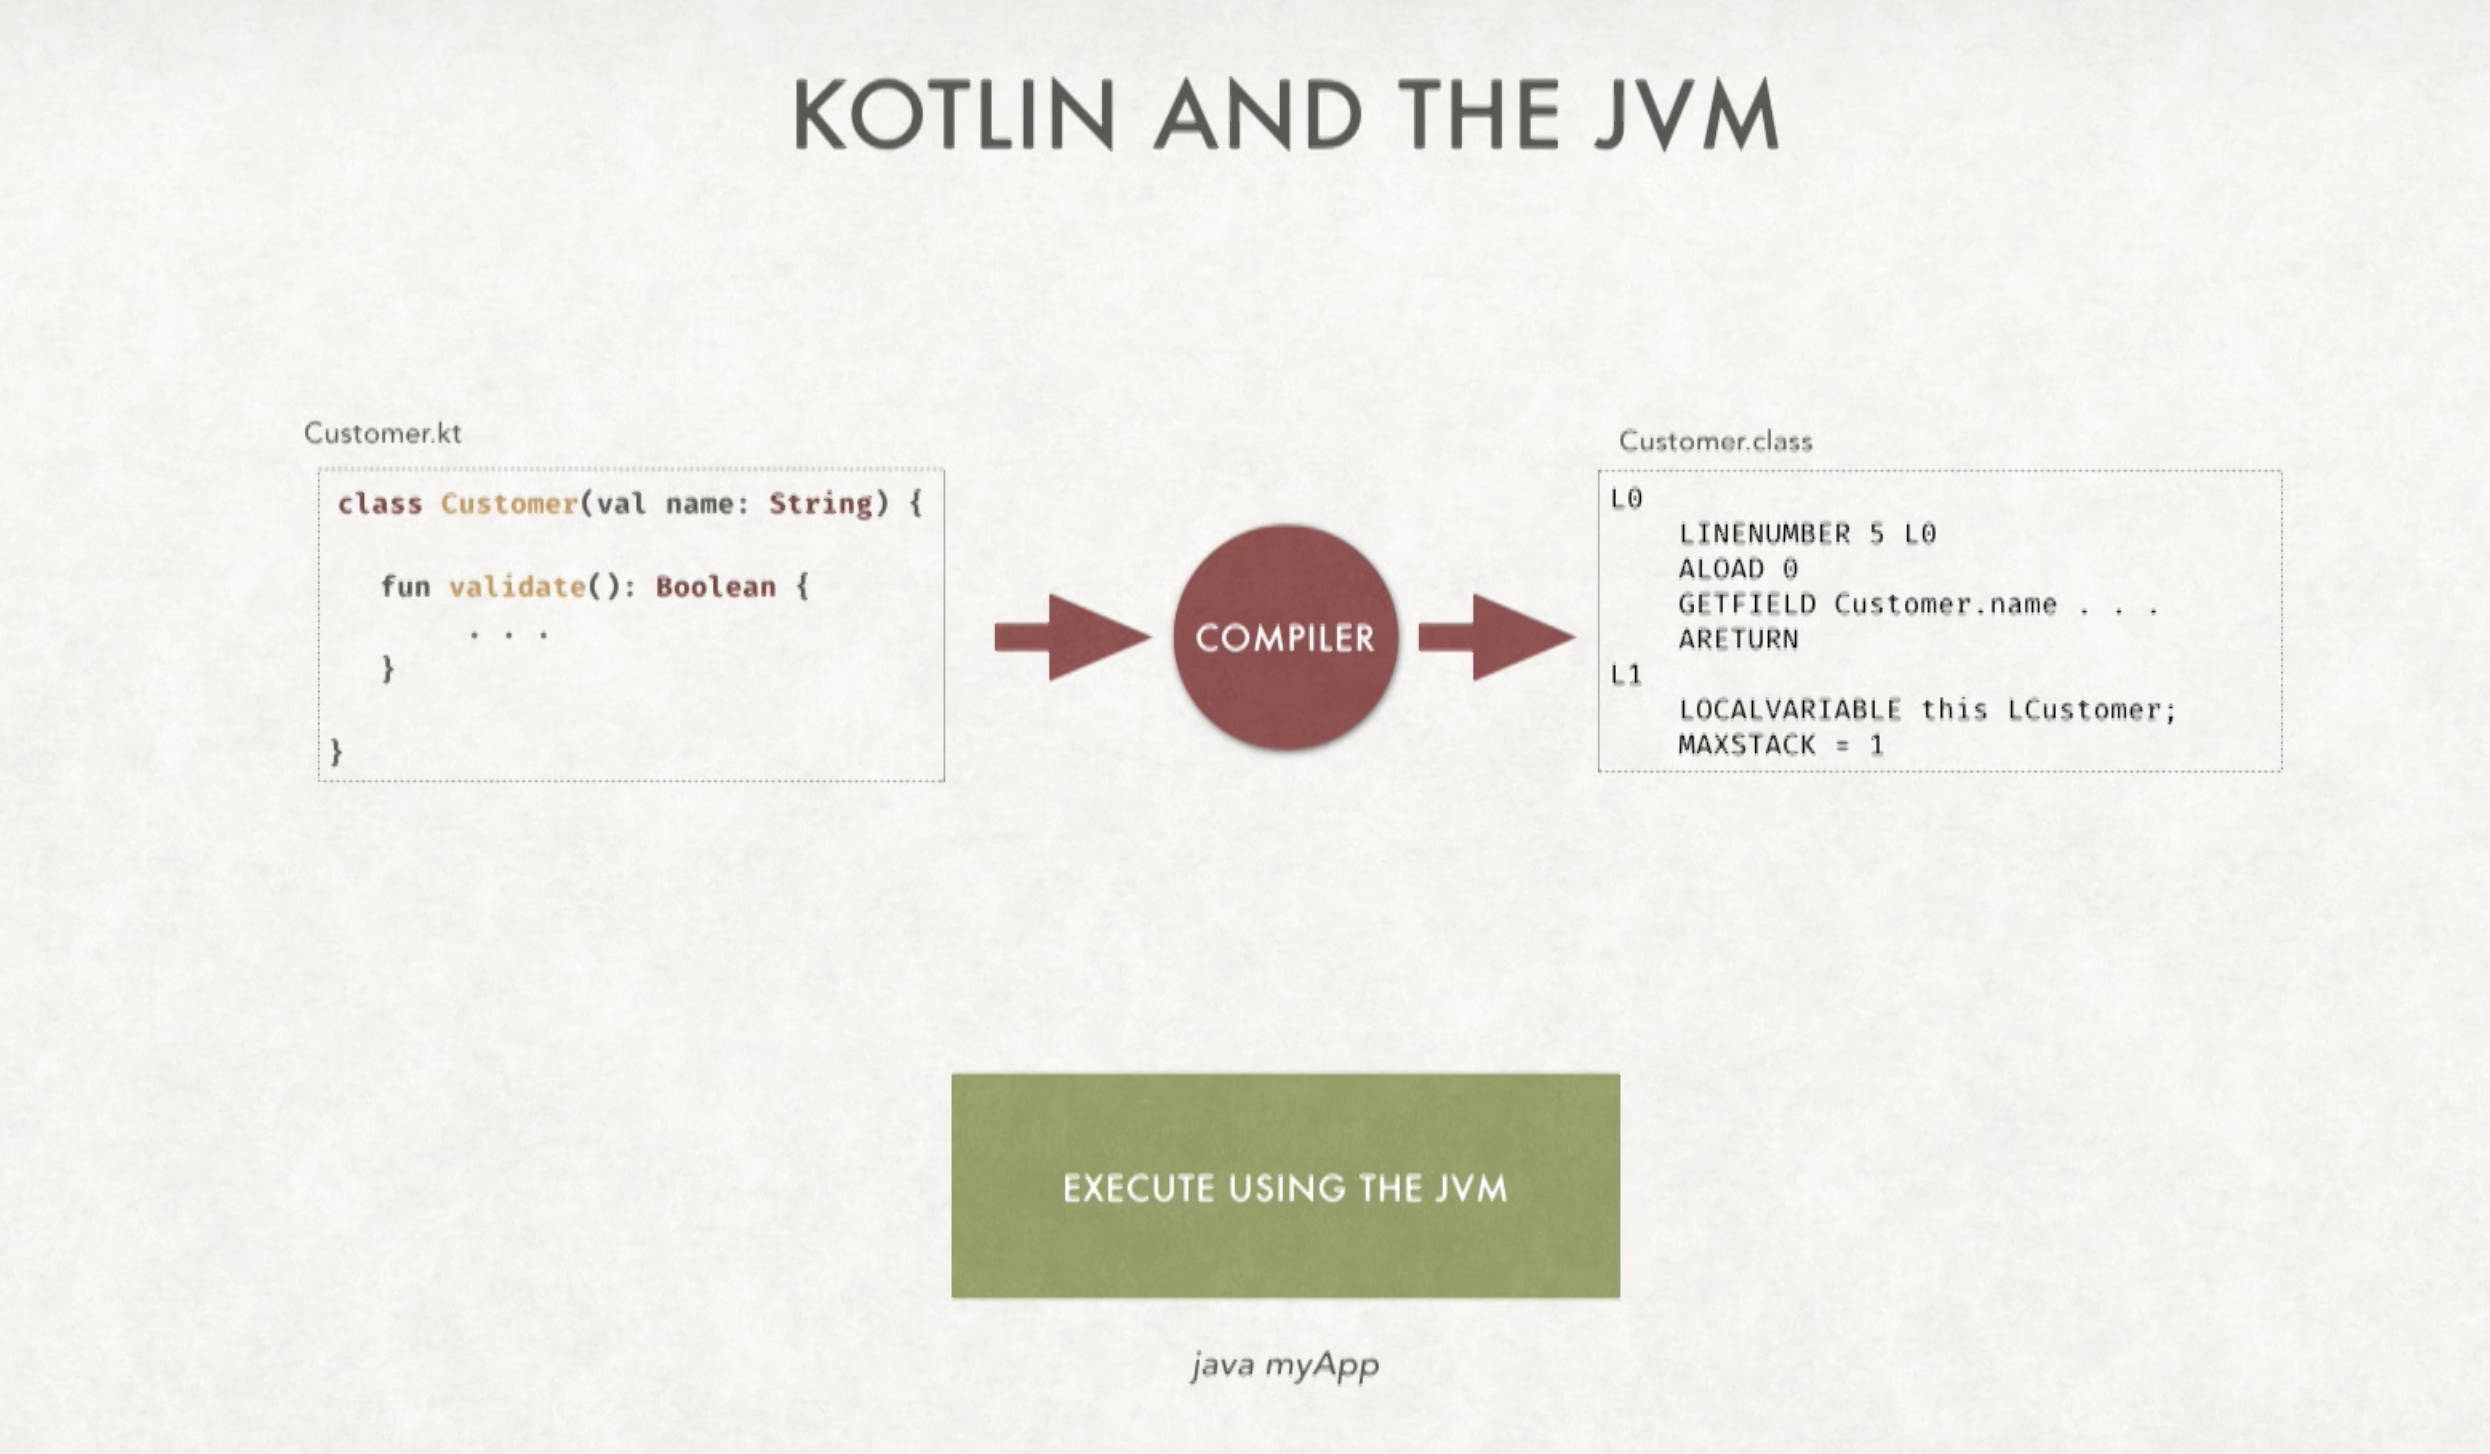 KOTLIN AND THE JVM
Customer.kt
class Customer(val name: String) {
fun validate(): Boolean {
. . .
}
}
COMPILER
Customer.class
L0
LINENUMBER 5 L0
ALOAD 0
GETFIELD Customer.name . . .
ARETURN
L1
LOCALVARIABLE this LCustomer;
MAXSTACK = 1
EXECUTE USING THE JVM
java myApp